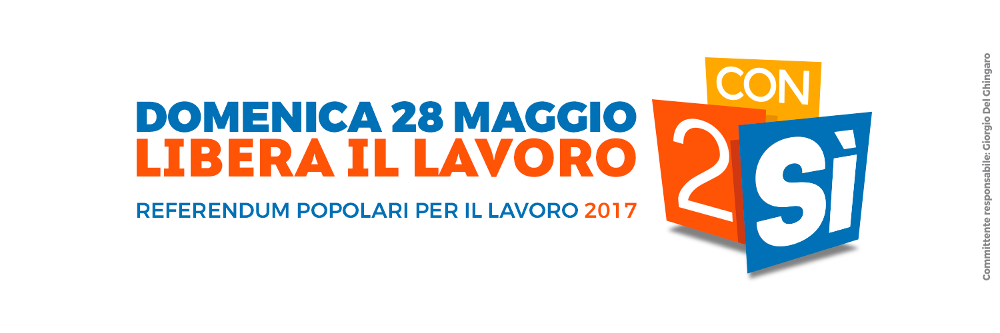 DOMENICA 28 MAGGIO
LIBERA IL LAVORO
REFERENDUM POPOLARI PER IL LAVORO 2017
CON
2 SÌ
Committente responsabile: Giorgio Del Ghingaro